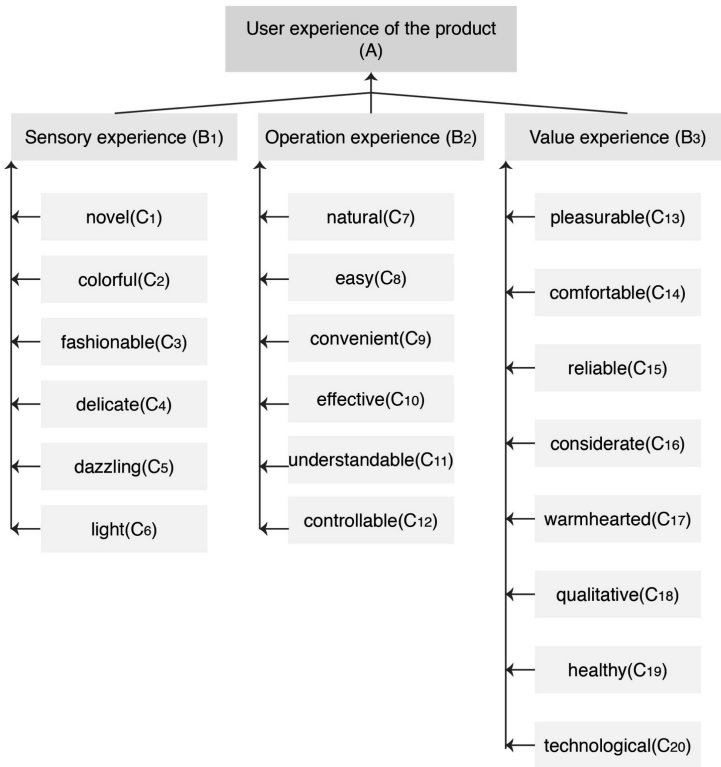 User experience of the product
(A)
Sensory experience (B1)
Operation experience (B2)
Value experience (B3)
novel(C1)
colorful(C2)
fashionable(C3)
delicate(C4)
dazzling(C5)
light(C6)
natural(C7)
easy(C8)
convenient(C9)
effective(C10)
understandable(C11)
controllable(C12)
pleasurable(C13)
comfortable(C14)
reliable(C15)
considerate(C16)
warmhearted(C17)
qualitative(C18)
healthy(C19)
technological(C20)